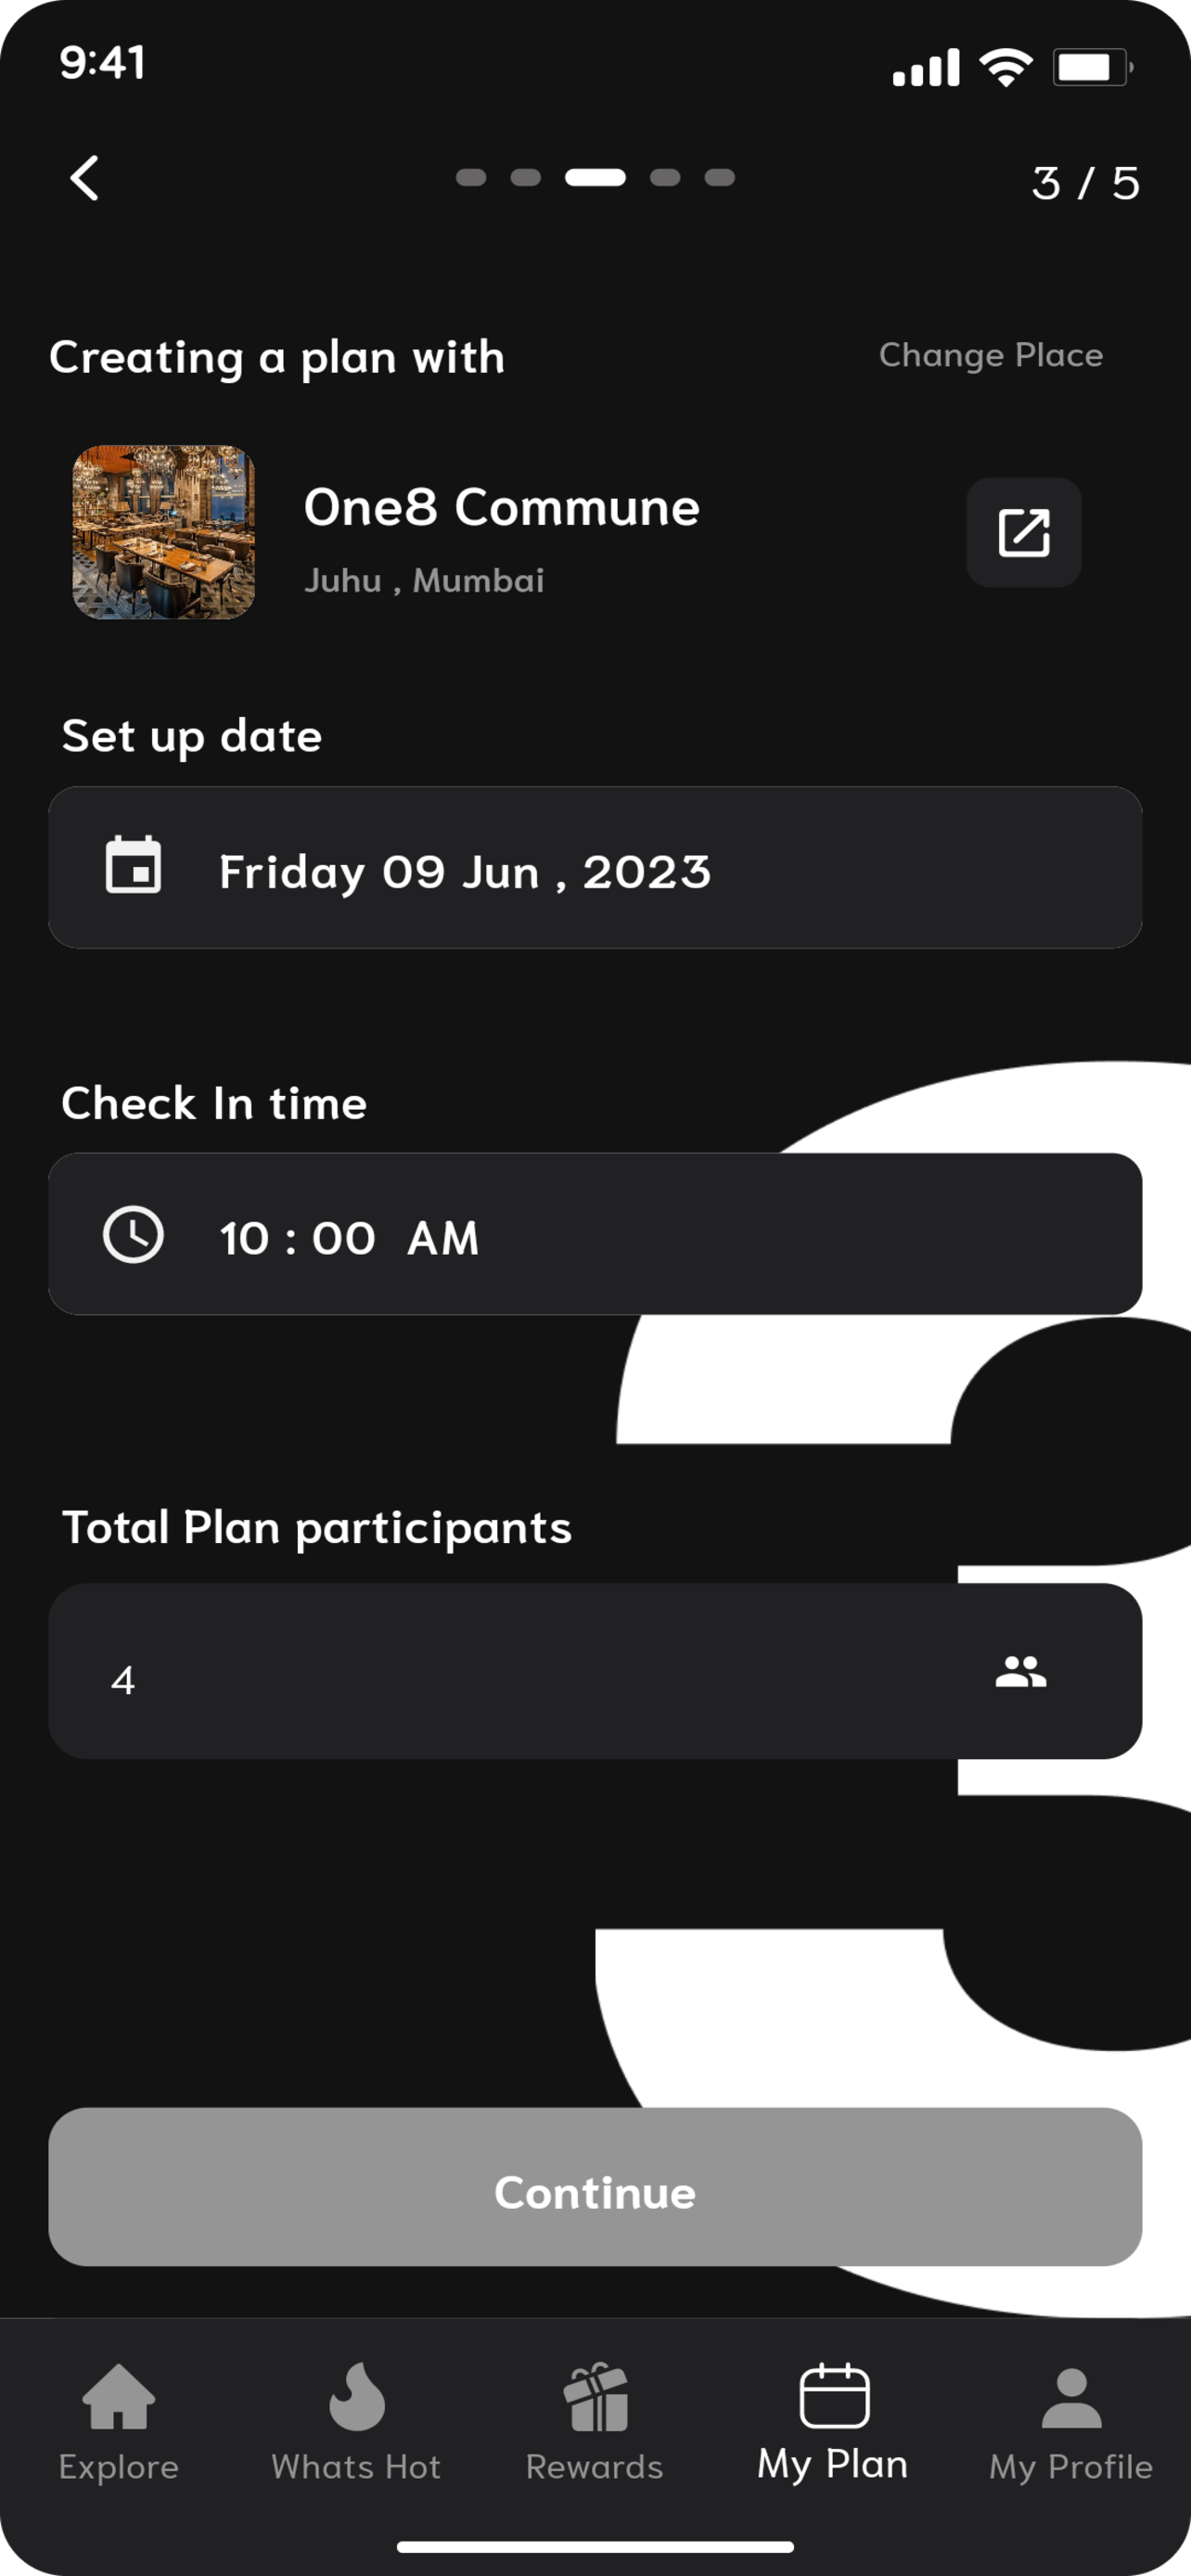 9:41
3 / 5
Creating a plan with
Change Place
One8 Commune
Juhu , Mumbai
Set up date
Friday 09 Jun , 2023
Check In time
10 : 00 AM
3
Total Plan participants
4
Continue
Explore
Whats Hot
Rewards
My Plan
My Profile